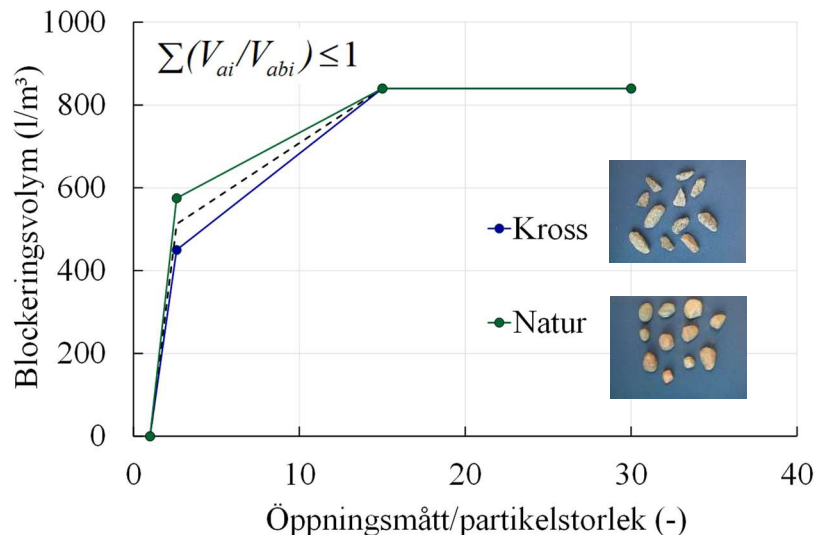 1000
800
600
400
200
0
∑(Vai/Vabi)≤1
Kross
Natur
0 10 20 30 40
Blockeringsvolym (l/m³)
Öppningsmått/partikelstorlek (-)